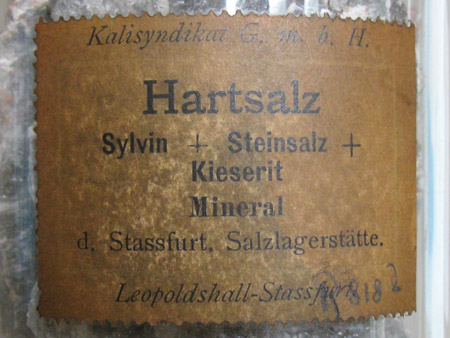 Kalisyndikat G. m. b. H.
Hartsalz
Sylvin + Steinsalz +
Kieserit
Mineral
d. Stassfurt. Salzlagerstätte.
Leopoldshall-Stassfurt.